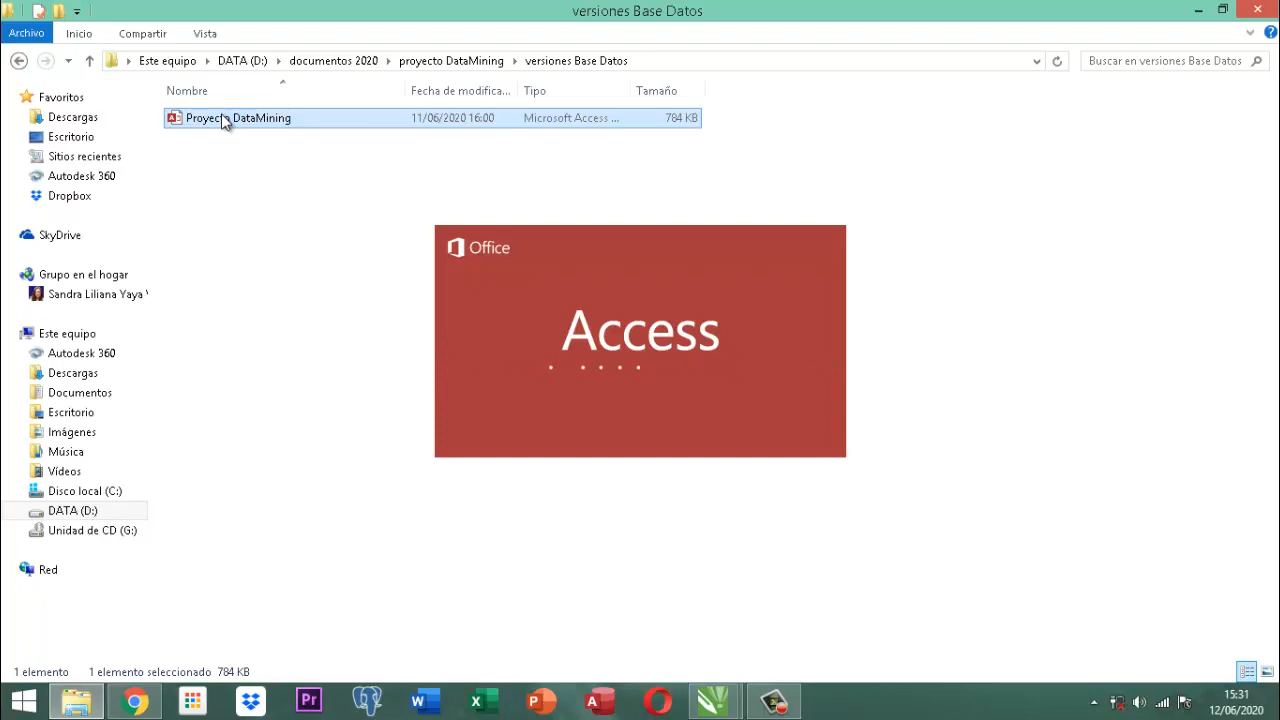 versiones Base Datos
Archivo Inicio Compartir Vista
Este equipo DATA (D:) documentos 2020 proyecto DataMining versiones Base Datos
Buscar en versiones Base Datos
Nombre Fecha de modifica... Tipo Tamaño
Proyecto DataMining 11/06/2020 16:00 Microsoft Access ... 784 KB
Favoritos
Descargas
Escritorio
Sitios recientes
Autodesk 360
Dropbox
SkyDrive
Grupo en el hogar
Sandra Liliana Yaya
Este equipo
Autodesk 360
Descargas
Documentos
Escritorio
Imágenes
Música
Vídeos
Disco local (C:)
DATA (D:)
Unidad de CD (G:)
Red
Office
Access
1 elemento 1 elemento seleccionado 784 KB
15:31
12/06/2020